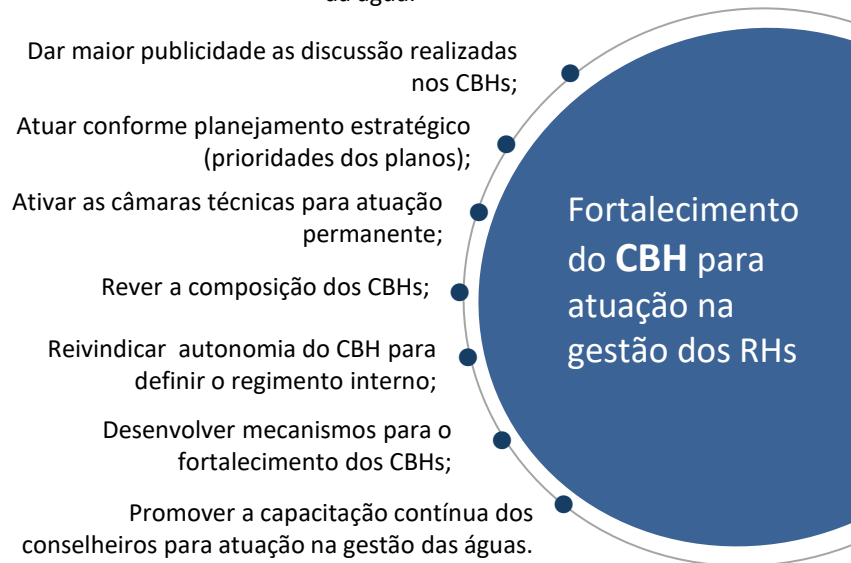 Dar maior publicidade as discussão realizadas
nos CBHs;
Atuar conforme planejamento estratégico
(prioridades dos planos);
Ativar as câmaras técnicas para atuação
permanente;
Rever a composição dos CBHs;
Reivindicar autonomia do CBH para
definir o regimento interno;
Desenvolver mecanismos para o
fortalecimento dos CBHs;
Promover a capacitação contínua dos
conselheiros para atuação na gestão das águas.
Fortalecimento
do CBH para
atuação na
gestão dos RHs